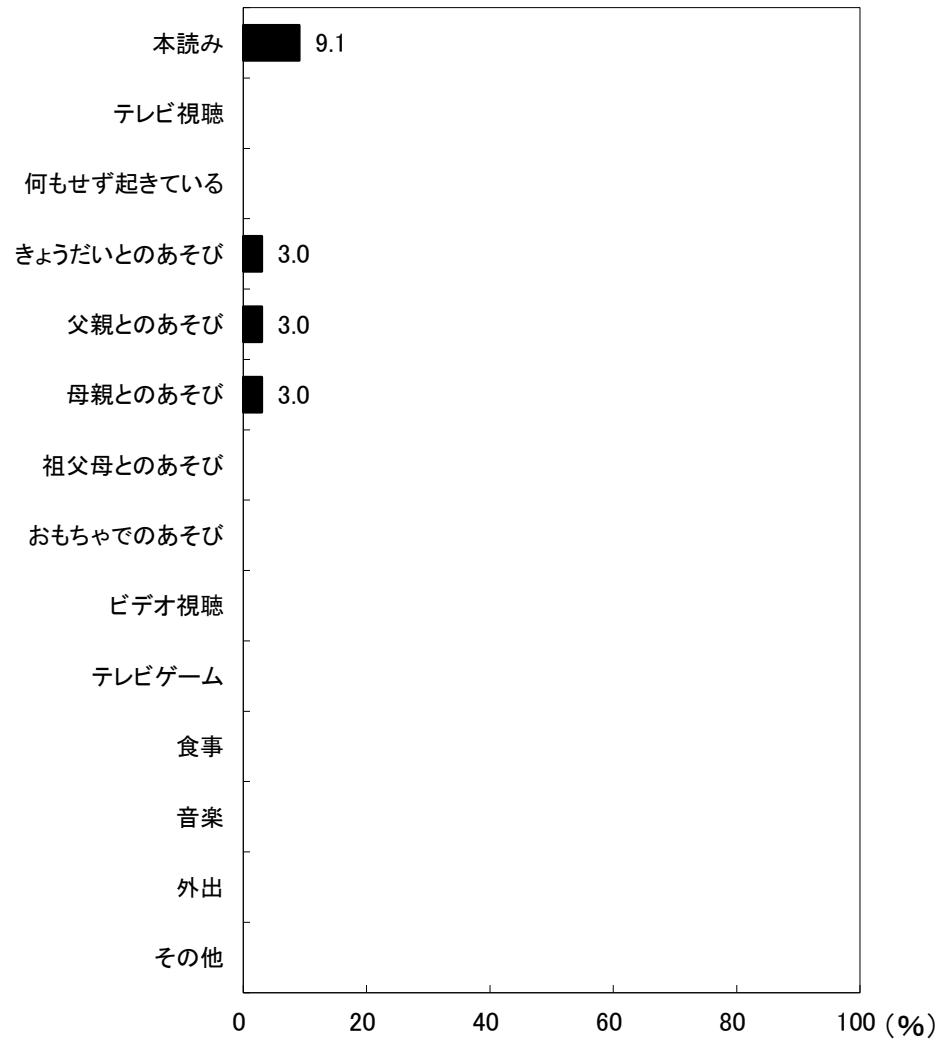 本読み 9.1
テレビ視聴
何もせず起きている
きょうだいとのあそび 3.0
父親とのあそび 3.0
母親とのあそび 3.0
祖父母とのあそび
おもちゃでのあそび
ビデオ視聴
テレビゲーム
食事
音楽
外出
その他
0 20 40 60 80 100 (%)